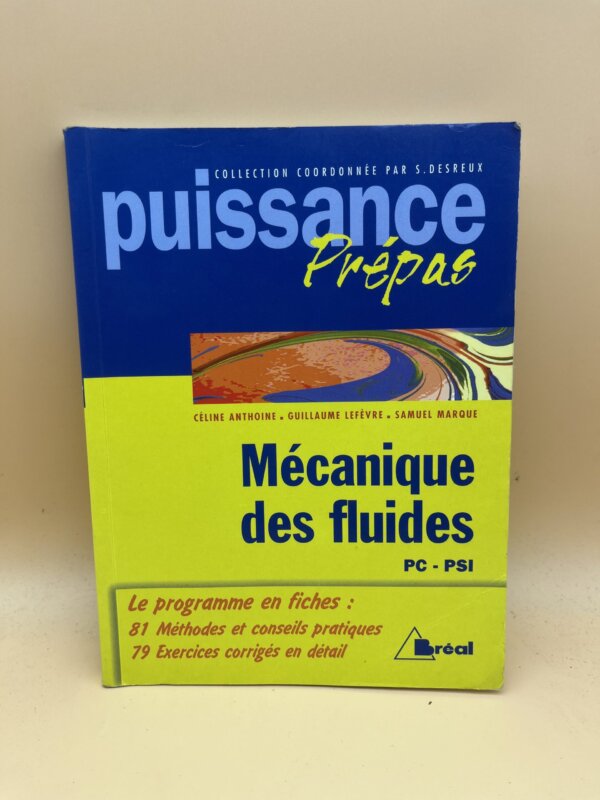 COLLECTION COORDONNÉE PAR S. DESREUX
puissance
Prépas
CÉLINE ANTHOINE ▪ GUILLAUME LEFÈVRE ▪ SAMUEL MARQUE
Mécanique
des fluides
PC - PSI
Le programme en fiches :
81 Méthodes et conseils pratiques
79 Exercices corrigés en détail
Bréal